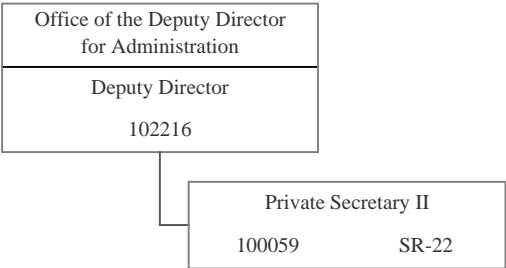 Office of the Deputy Director
for Administration
Deputy Director
102216
Private Secretary II
100059 SR-22